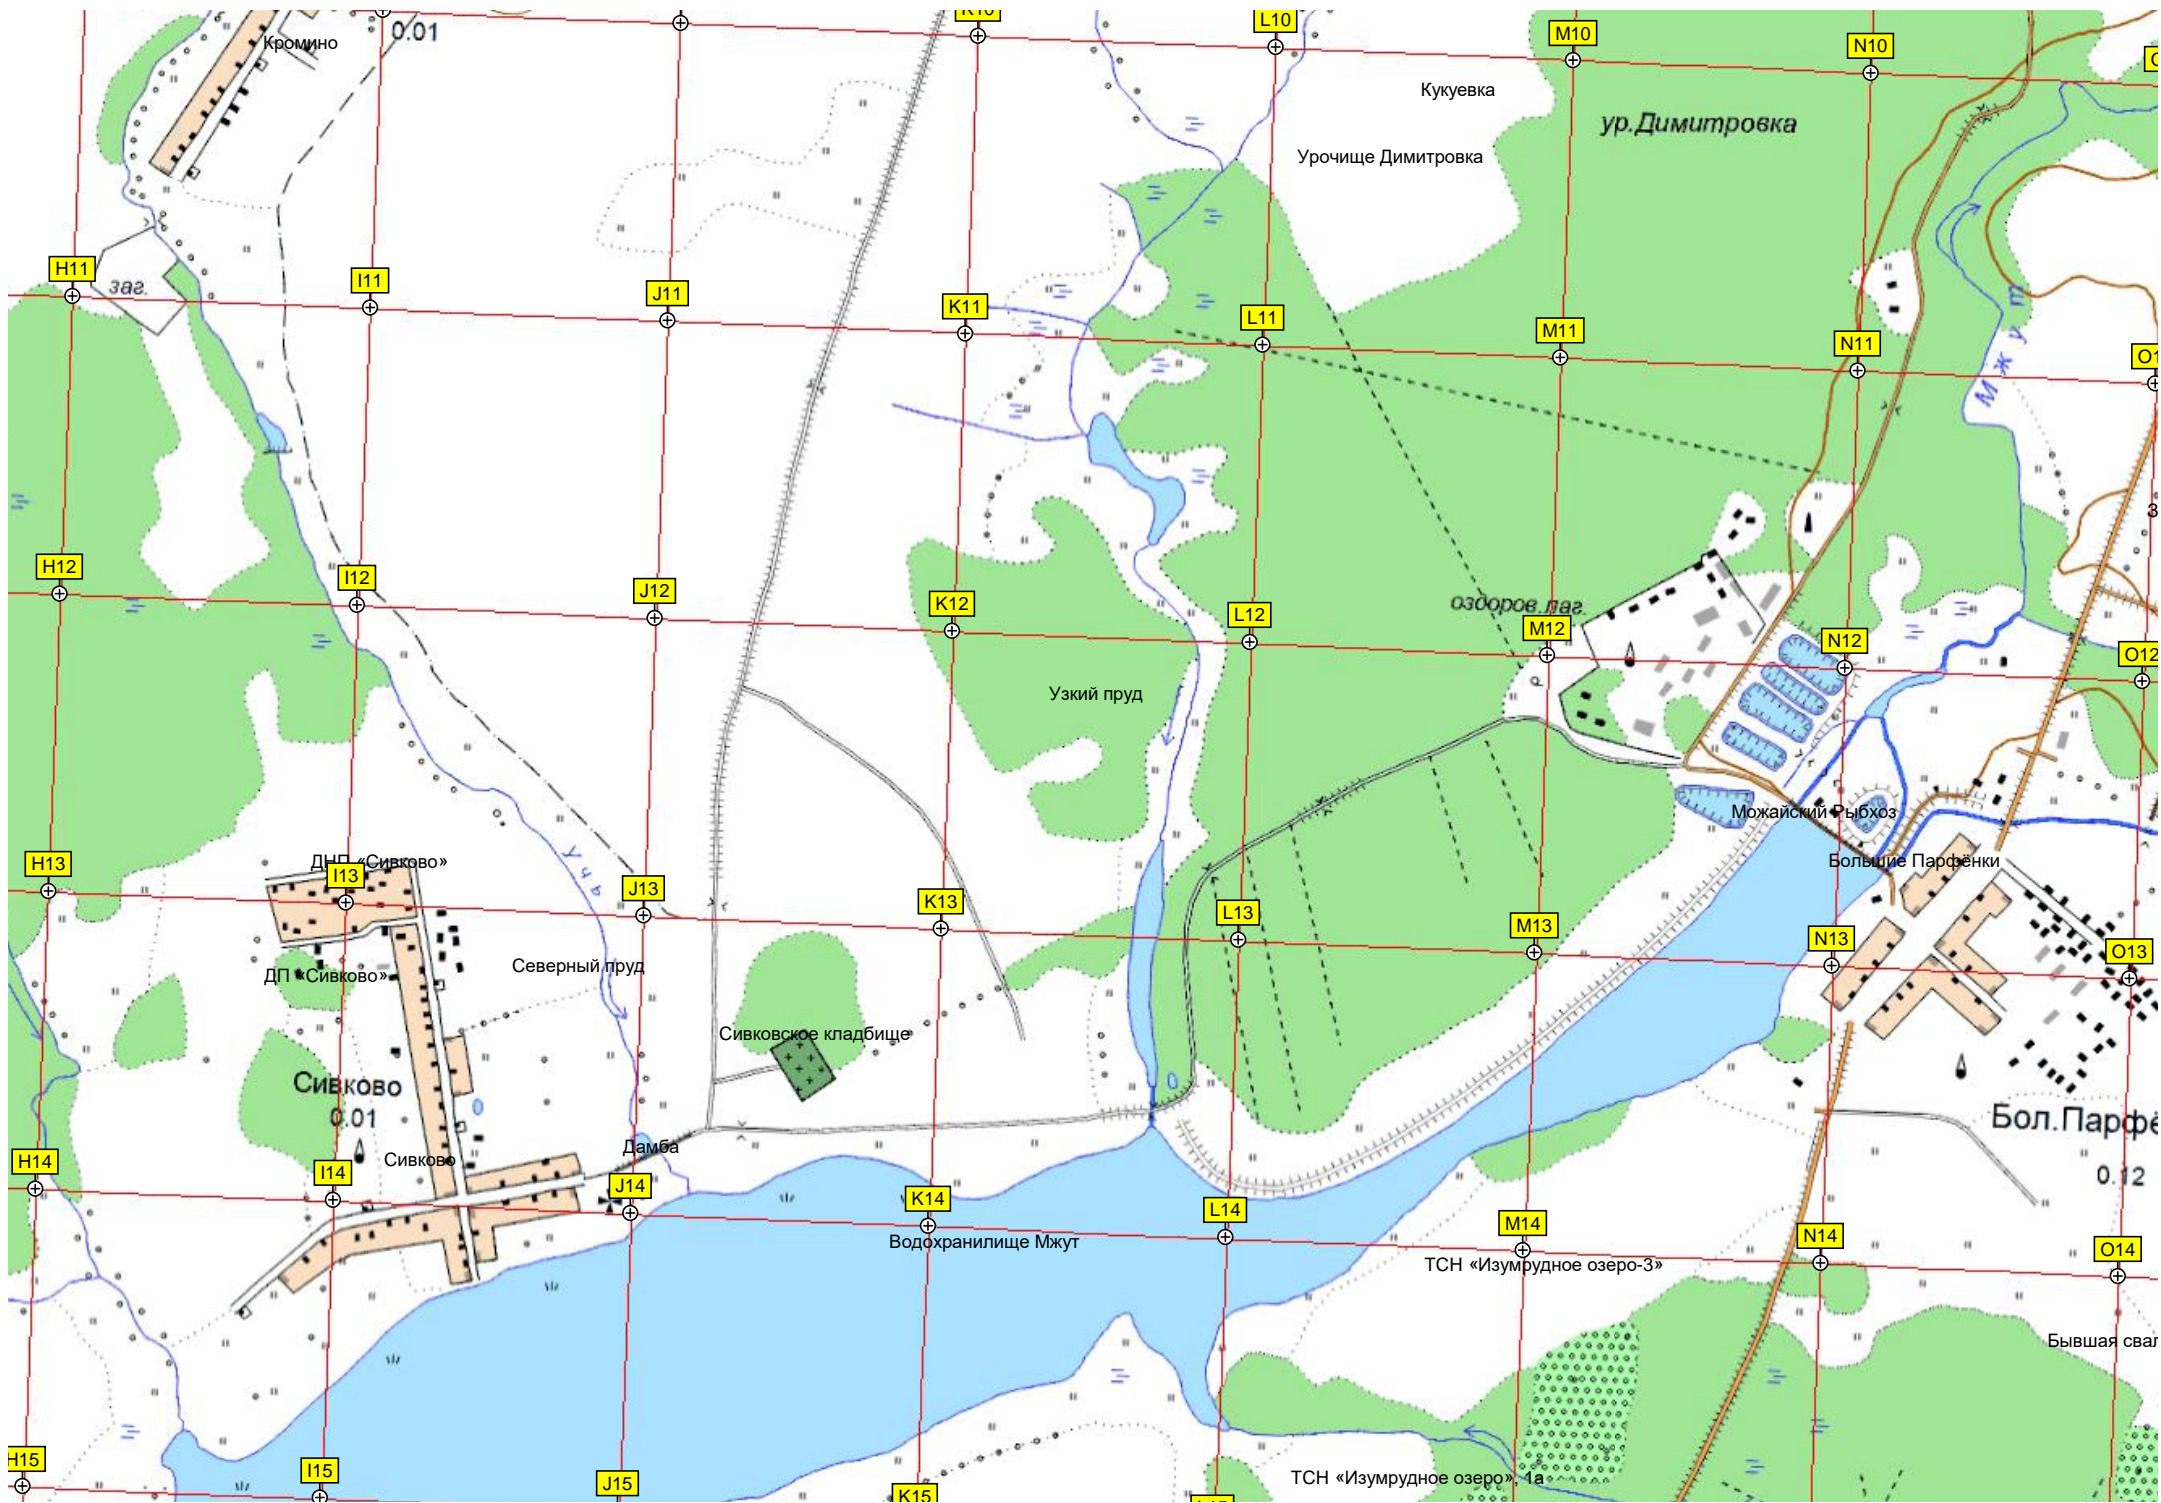 K10
L10
M10
N10
Кромино
0.01
Кукуевка
ур.Димитровка
Урочище Димитровка
H11
заг.
I11
J11
K11
L11
M11
N11
Мжут
H12
I12
J12
K12
L12
оздоров.лаг.
M12
N12
O12
Узкий пруд
Можайский Рыбхоз
ДНП «Сивково»
Большие Парфёнки
H13
I13
J13
K13
L13
M13
N13
O13
ДП «Сивково»
Северный пруд
Сивковское кладбище
Сивково
0.01
Бол.Парфё
0.12
Сивково
Дамба
H14
I14
J14
K14
L14
M14
N14
O14
Водохранилище Мжут
ТСН «Изумрудное озеро-3»
Бывшая свал
H15
I15
J15
K15
ТСН «Изумрудное озеро», 1а